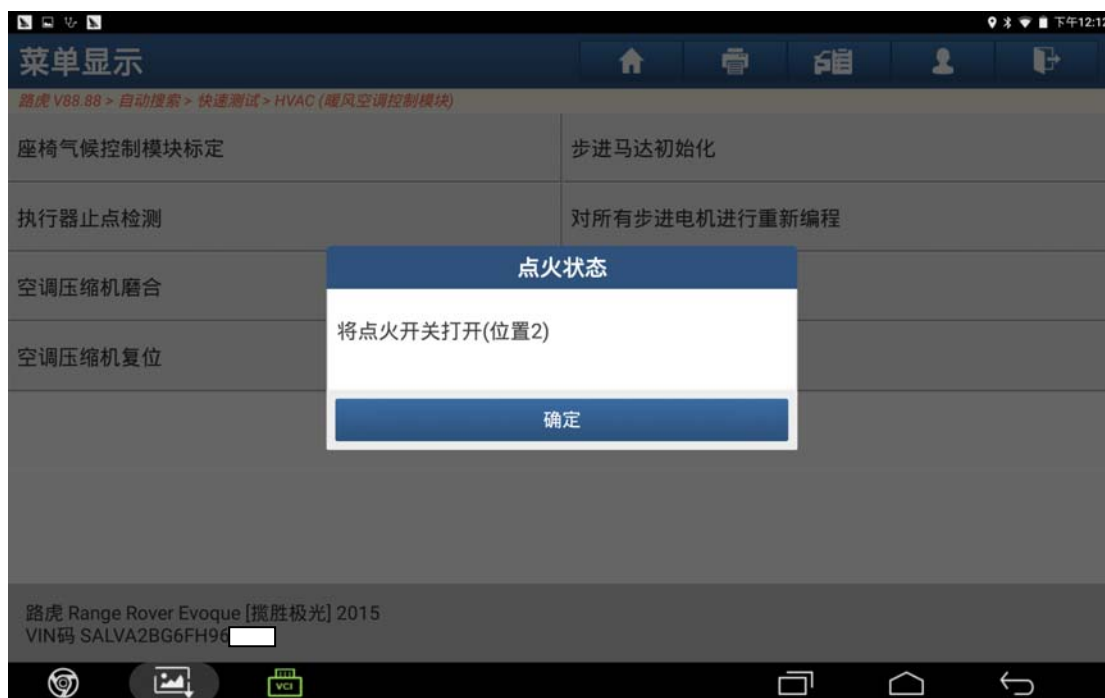 下午12:12
菜单显示
路虎 V88.88 > 自动搜索 > 快速测试 > HVAC (暖风空调控制模块)
座椅气候控制模块标定
步进马达初始化
执行器止点检测
对所有步进电机进行重新编程
空调压缩机磨合
空调压缩机复位
点火状态
将点火开关打开(位置2)
确定
路虎 Range Rover Evoque [揽胜极光] 2015
VIN码 SALVA2BG6FH96
VCI